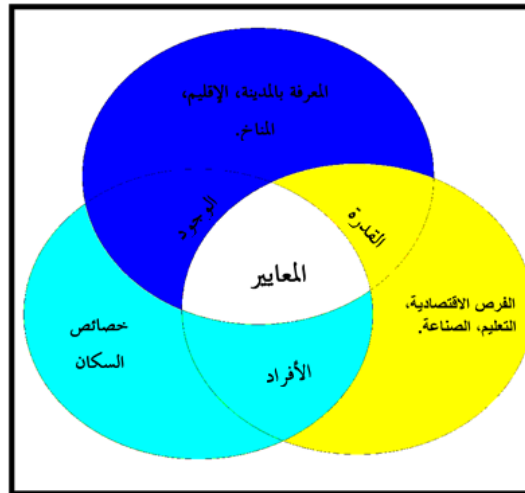 المعرفة بالمدينة، الإقليم،
المناخ.
الوجود
القدرة
المعايير
الفرص الاقتصادية،
التعليم، الصناعة.
خصائص
السكان
الأفراد